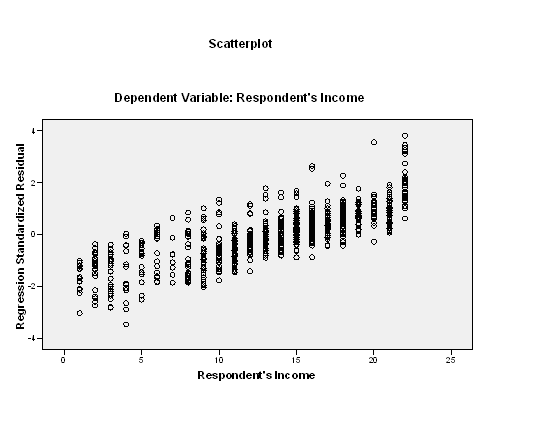 Scatterplot
Dependent Variable: Respondent's Income
Regression Standardized Residual
4
2
0
-2
-4
0 5 10 15 20 25
Respondent's Income